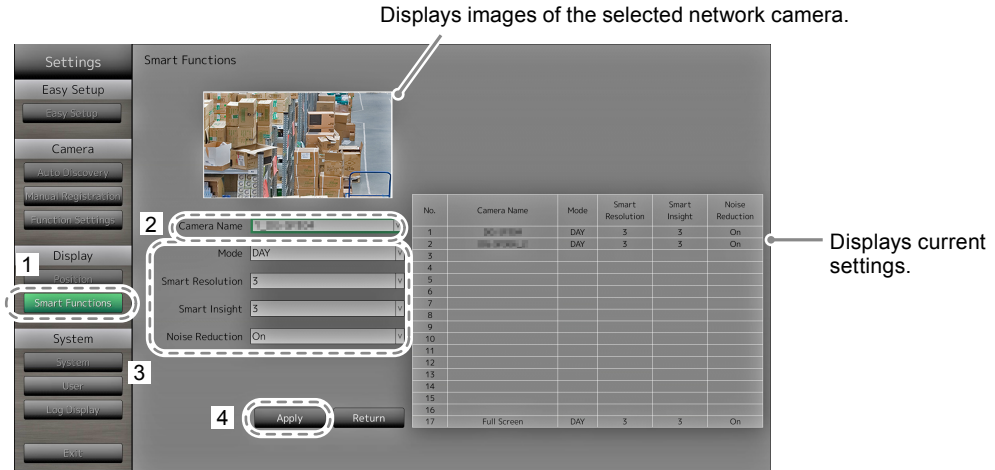 Displays images of the selected network camera.
Settings
Easy Setup
Easy Setup
Camera
Auto Discovery
Manual Registration
Function Settings
Display
1
Position
Smart Functions
System
System
User
Log Display
Exit
Smart Functions
2
Camera Name
Mode DAY
Smart Resolution 3
Smart Insight 3
Noise Reduction On
3
4
Apply Return
No. Camera Name Mode Smart Resolution Smart Insight Noise Reduction
1 DAY 3 3 On
2 DAY 3 3 On
3
4
5
6
7
8
9
10
11
12
13
14
15
16
17 Full Screen DAY 3 3 On
Displays current
settings.